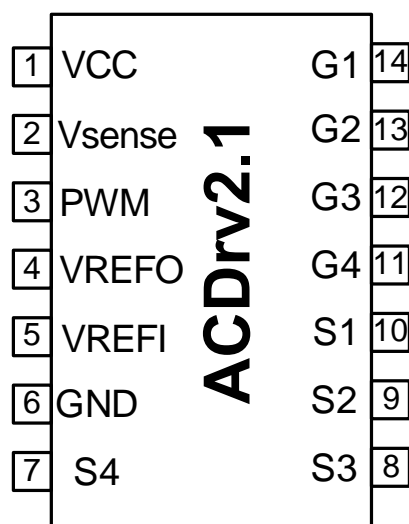 1 VCC G1 14
2 Vsense G2 13
3 PWM G3 12
4 VREFO G4 11
5 VREFI S1 10
6 GND S2 9
7 S4 S3 8
ACDrv2.1